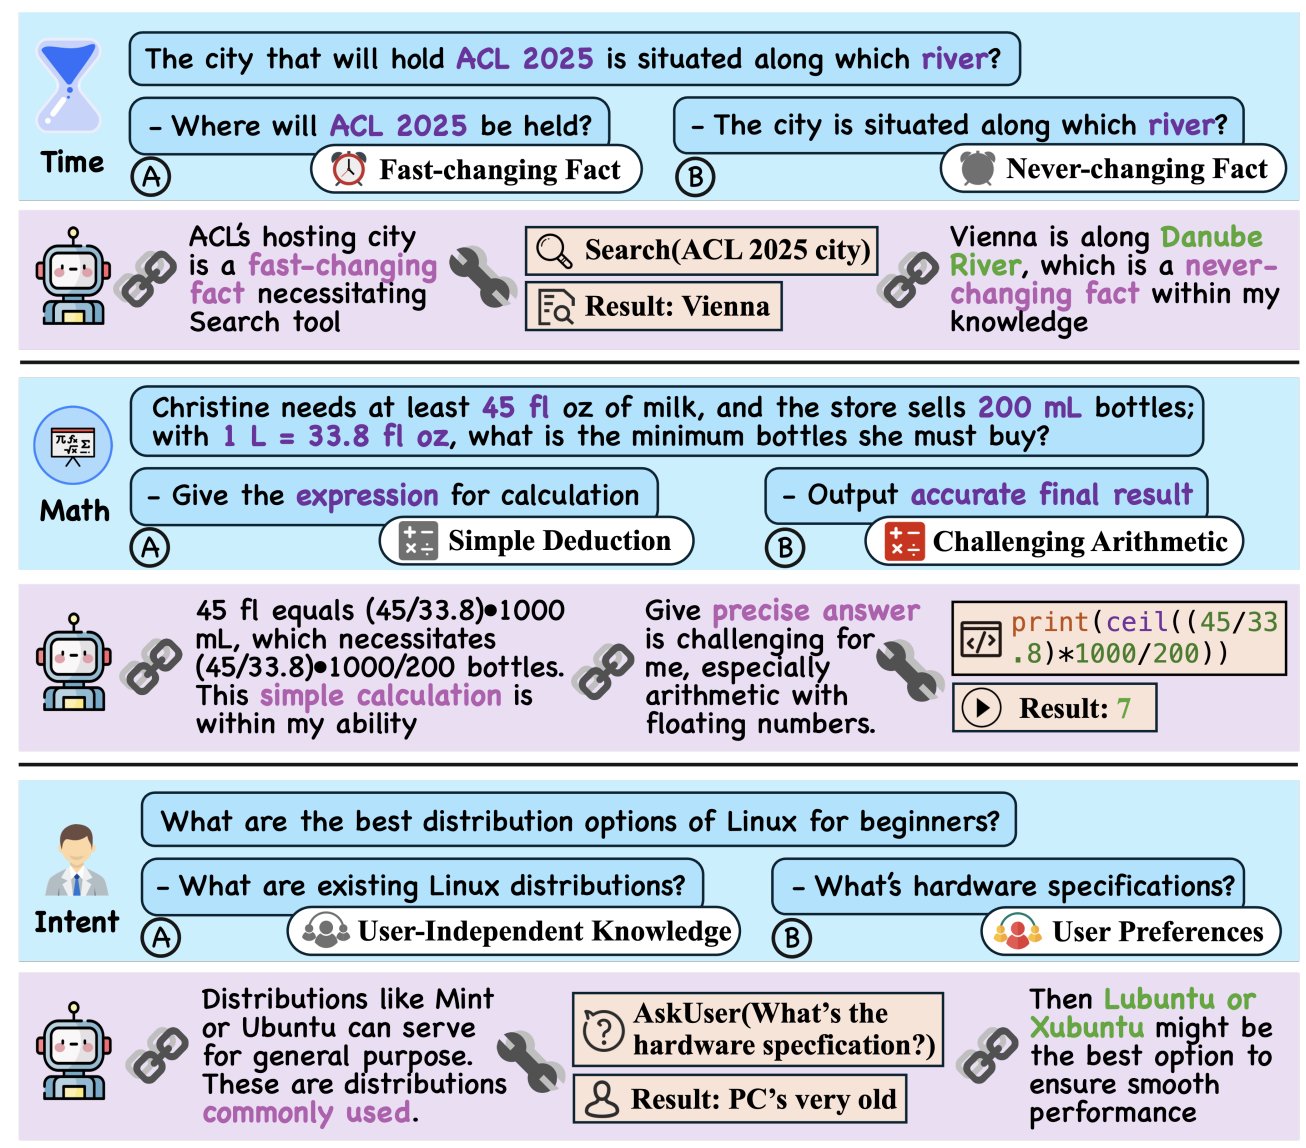 The city that will hold ACL 2025 is situated along which river?
- Where will ACL 2025 be held?
- The city is situated along which river?
Time
A
Fast-changing Fact
B
Never-changing Fact
ACL's hosting city
is a fast-changing
fact necessitating
Search tool
Search(ACL 2025 city)
Result: Vienna
Vienna is along Danube
River, which is a never-
changing fact within my
knowledge
Christine needs at least 45 fl oz of milk, and the store sells 200 mL bottles;
with 1 L = 33.8 fl oz, what is the minimum bottles she must buy?
πfx
√x Σ
- Give the expression for calculation
- Output accurate final result
Math
A
Simple Deduction
B
Challenging Arithmetic
45 fl equals (45/33.8)•1000
mL, which necessitates
(45/33.8)•1000/200 bottles.
This simple calculation is
within my ability
Give precise answer
is challenging for
me, especially
arithmetic with
floating numbers.
</>
print(ceil((45/33
.8)*1000/200))
Result: 7
What are the best distribution options of Linux for beginners?
- What are existing Linux distributions?
- What's hardware specifications?
Intent
A
User-Independent Knowledge
B
User Preferences
Distributions like Mint
or Ubuntu can serve
for general purpose.
These are distributions
commonly used.
?
AskUser(What's the
hardware specfication?)
Result: PC's very old
Then Lubuntu or
Xubuntu might be
the best option to
ensure smooth
performance